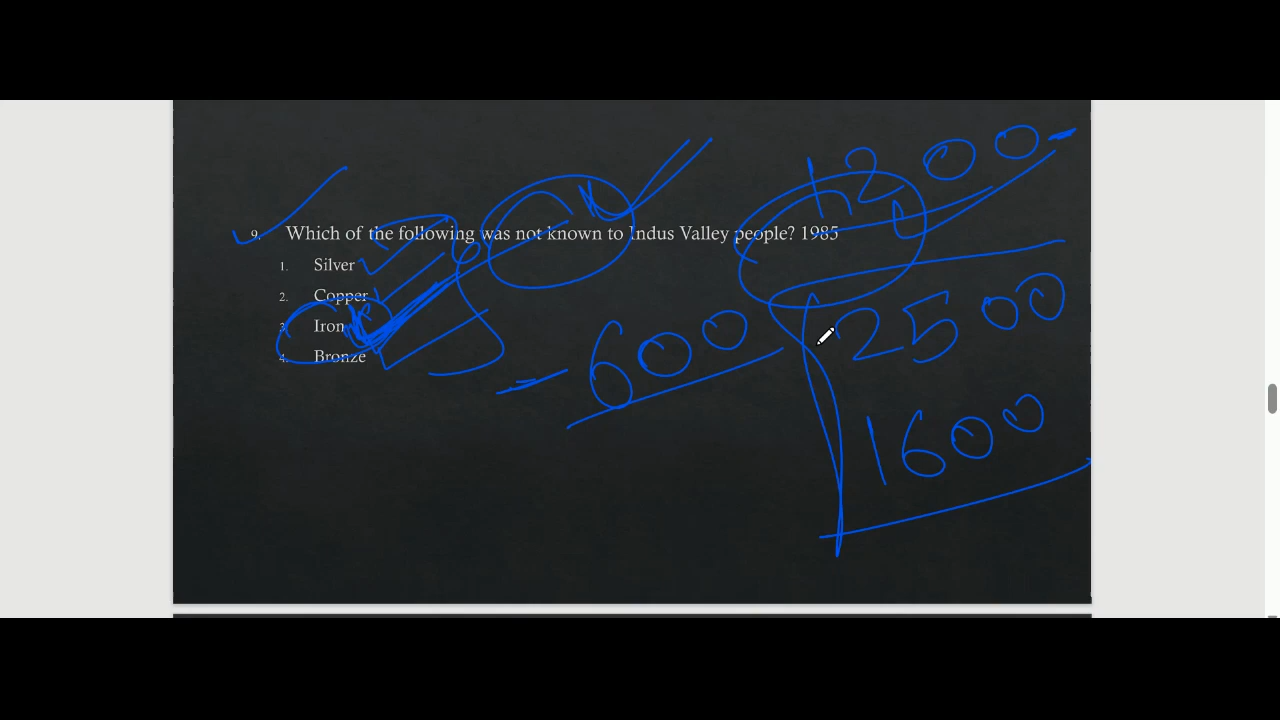 9. Which of the following was not known to Indus Valley people? 1985
1. Silver
2. Copper
3. Iron
4. Bronze
1200-
600
2500
1600